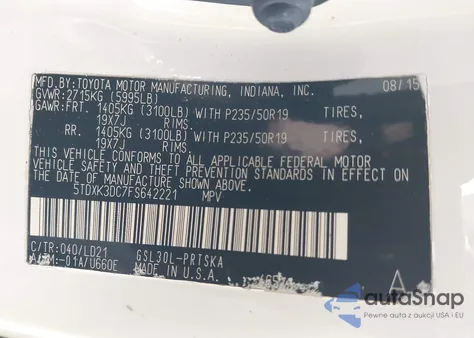 MFD.BY:TOYOTA MOTOR MANUFACTURING, INDIANA, INC. 08/15
GVWR:2715KG (5995LB)
GAWR:FRT. 1405KG (3100LB) WITH P235/50R19 TIRES,
19X7J RIMS.
RR. 1405KG (3100LB) WITH P235/50R19 TIRES,
19X7J RIMS.
THIS VEHICLE CONFORMS TO ALL APPLICABLE FEDERAL MOTOR
VEHICLE SAFETY AND THEFT PREVENTION STANDARDS IN
EFFECT ON THE DATE OF MANUFACTURE SHOWN ABOVE.
5TDXK3DC7FS642221 MPV
C/TR:040/LD21 GSL30L-PRTSKA
A/TM:-01A/U660E MADE IN U.S.A. A
autoSnap
Pewne auta z aukcji USA i EU